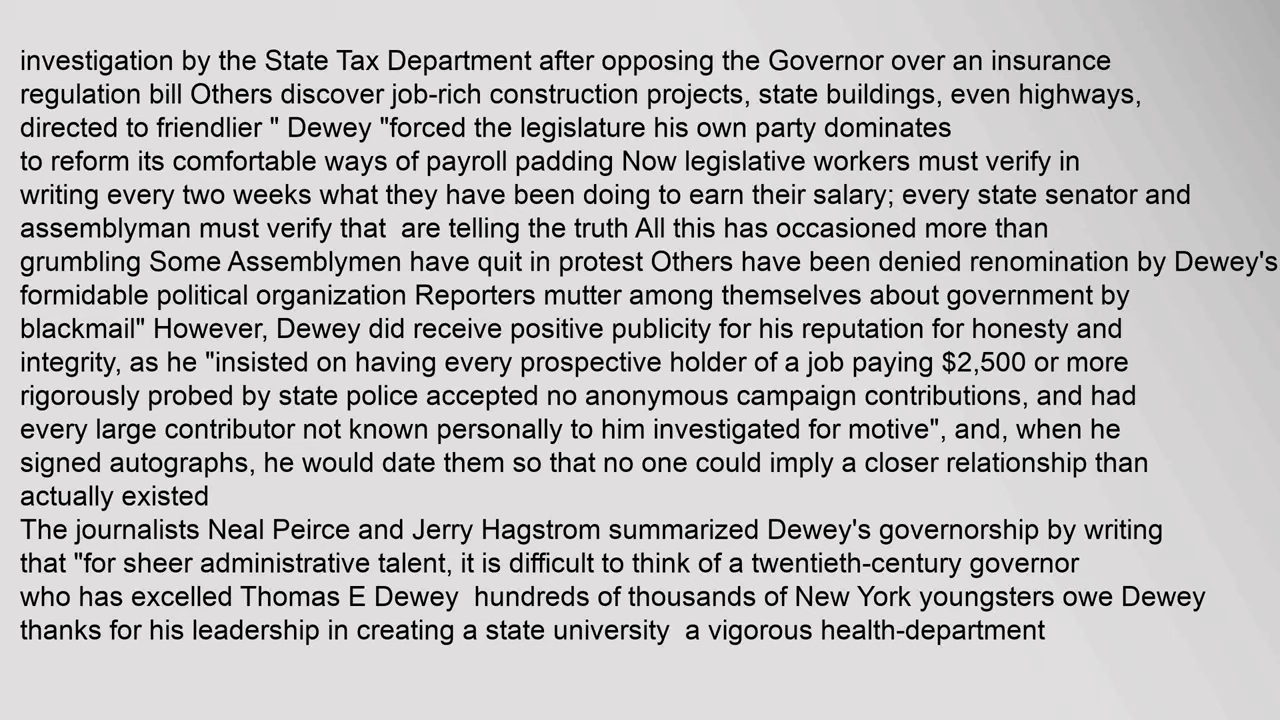 investigation by the State Tax Department after opposing the Governor over an insurance
regulation bill Others discover job-rich construction projects, state buildings, even highways,
directed to friendlier " Dewey "forced the legislature his own party dominates
to reform its comfortable ways of payroll padding Now legislative workers must verify in
writing every two weeks what they have been doing to earn their salary; every state senator and
assemblyman must verify that  are telling the truth All this has occasioned more than
grumbling Some Assemblymen have quit in protest Others have been denied renomination by Dewey's
formidable political organization Reporters mutter among themselves about government by
blackmail" However, Dewey did receive positive publicity for his reputation for honesty and
integrity, as he "insisted on having every prospective holder of a job paying $2,500 or more
rigorously probed by state police accepted no anonymous campaign contributions, and had
every large contributor not known personally to him investigated for motive", and, when he
signed autographs, he would date them so that no one could imply a closer relationship than
actually existed
The journalists Neal Peirce and Jerry Hagstrom summarized Dewey's governorship by writing
that "for sheer administrative talent, it is difficult to think of a twentieth-century governor
who has excelled Thomas E Dewey  hundreds of thousands of New York youngsters owe Dewey
thanks for his leadership in creating a state university  a vigorous health-department